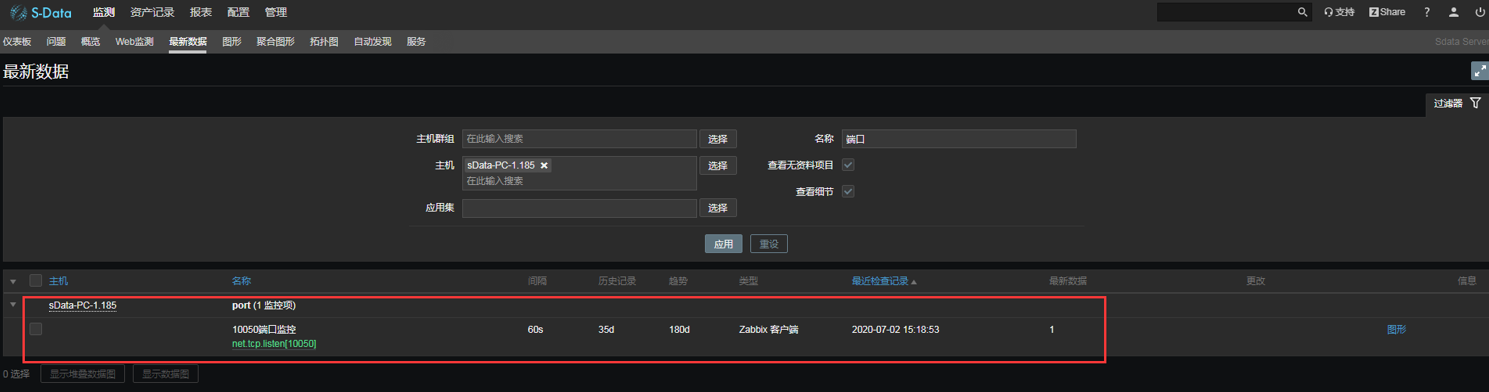 S-Data 监测 资产记录 报表 配置 管理 支持 Z Share ?
仪表板 问题 概览 Web监测 最新数据 图形 聚合图形 拓扑图 自动发现 服务 Sdata Server
最新数据
过滤器
主机群组 在此输入搜索 选择 名称 端口
主机 sData-PC-1.185 选择 查看无资料项目
在此输入搜索
查看细节
应用集 选择
应用 重设
主机 名称 间隔 历史记录 趋势 类型 最近检查记录 最新数据 更改 信息
sData-PC-1.185 port (1 监控项)
10050端口监控 60s 35d 180d Zabbix 客户端 2020-07-02 15:18:53 1 图形
net.tcp.listen[10050]
0 选择 显示堆叠数据图 显示数据图